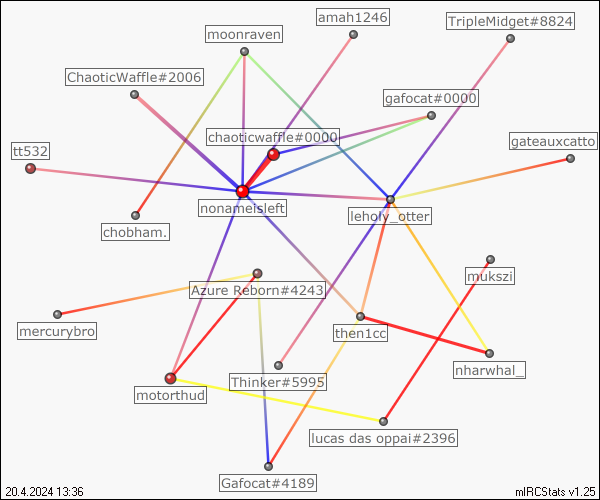 amah1246
TripleMidget#8824
moonraven
ChaoticWaffle#2006
gafocat#0000
chaoticwaffle#0000
gateauxcatto
tt532
nonameisleft
leholy_otter
chobham.
mukszi
Azure Reborn#4243
mercurybro
then1cc
nharwhal_
Thinker#5995
motorthud
lucas das oppai#2396
Gafocat#4189
20.4.2024 13:36
mIRCStats v1.25